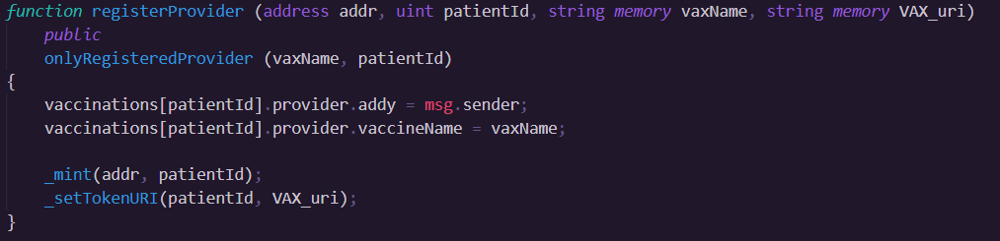 function registerProvider (address addr, uint patientId, string memory vaxName, string memory VAX_uri)
public
onlyRegisteredProvider (vaxName, patientId)
{
vaccinations[patientId].provider.addy = msg.sender;
vaccinations[patientId].provider.vaccineName = vaxName;
_mint(addr, patientId);
_setTokenURI(patientId, VAX_uri);
}